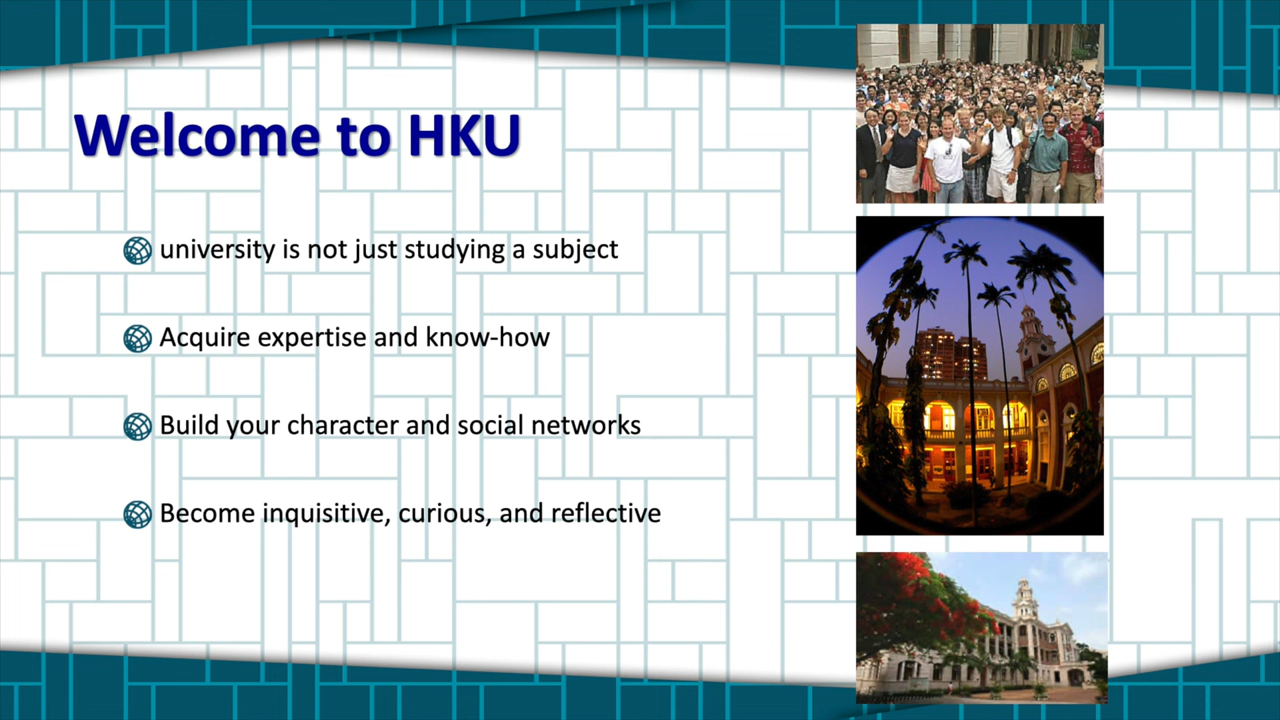 Welcome to HKU
university is not just studying a subject
Acquire expertise and know-how
Build your character and social networks
Become inquisitive, curious, and reflective